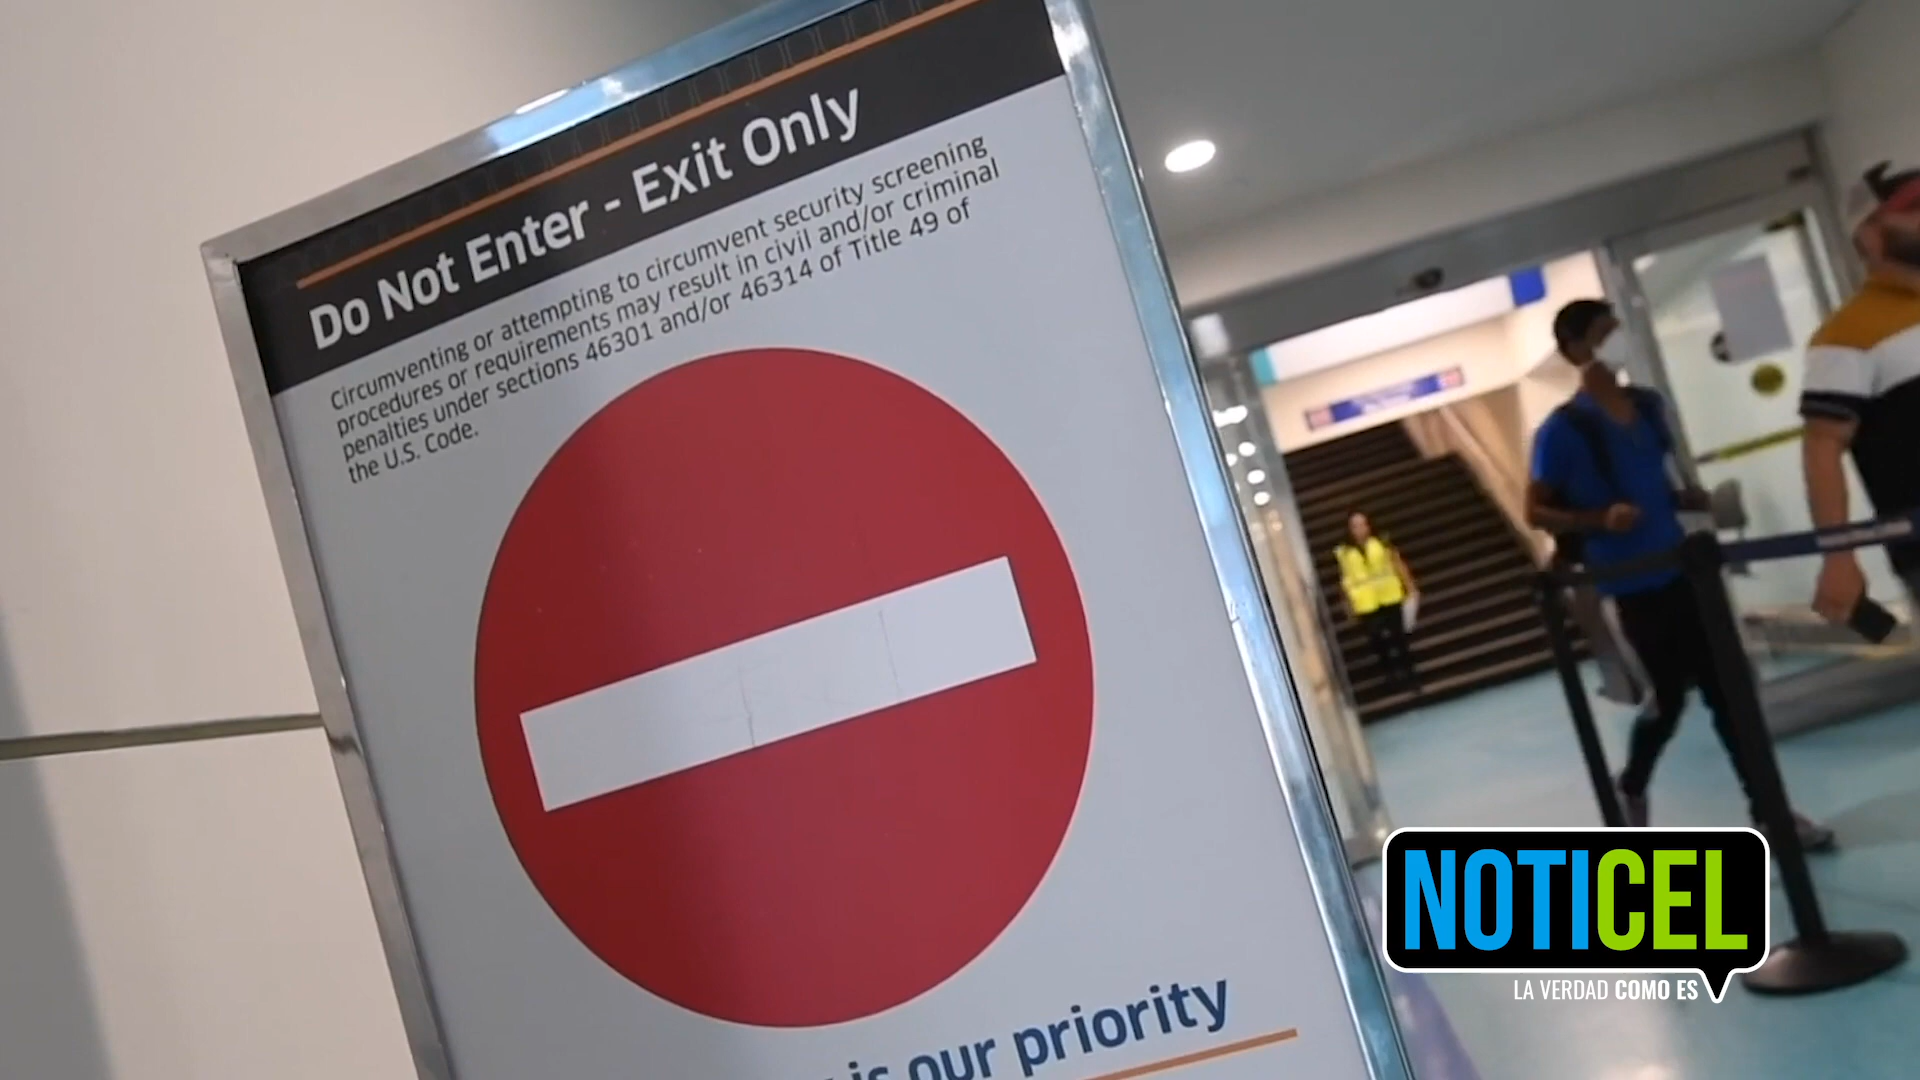 Do Not Enter - Exit Only
Circumventing or attempting to circumvent security screening
procedures or requirements may result in civil and/or criminal
penalties under sections 46301 and/or 46314 of Title 49 of
the U.S. Code.
is our priority
NOTICEL
LA VERDAD COMO ES